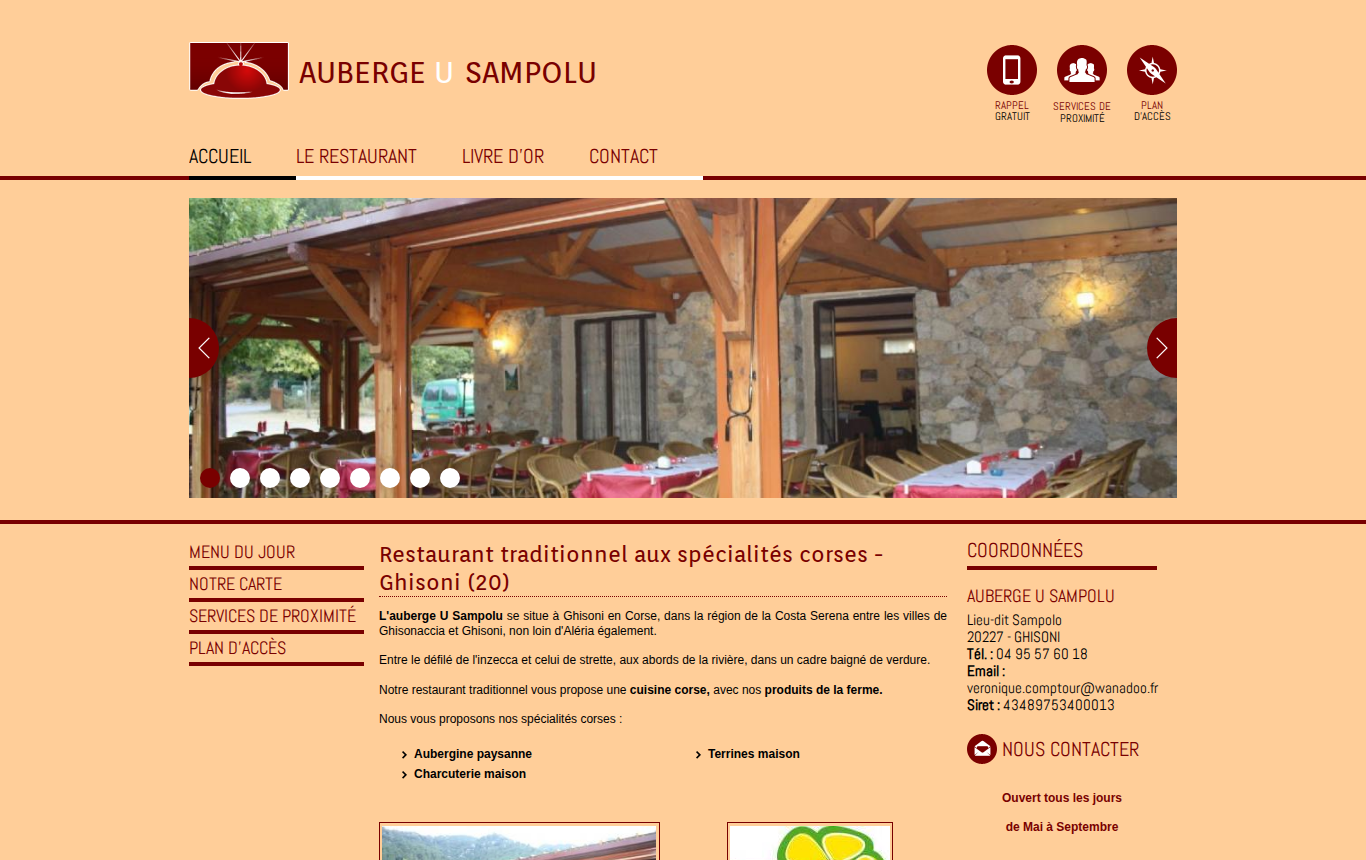 AUBERGE U SAMPOLU
RAPPEL
GRATUIT
SERVICES DE
PROXIMITÉ
PLAN
D'ACCÈS
ACCUEIL
LE RESTAURANT
LIVRE D'OR
CONTACT
MENU DU JOUR
NOTRE CARTE
SERVICES DE PROXIMITÉ
PLAN D'ACCÈS
Restaurant traditionnel aux spécialités corses -
Ghisoni (20)
L'auberge U Sampolu se situe à Ghisoni en Corse, dans la région de la Costa Serena entre les villes de
Ghisonaccia et Ghisoni, non loin d'Aléria également.
Entre le défilé de l'inzecca et celui de strette, aux abords de la rivière, dans un cadre baigné de verdure.
Notre restaurant traditionnel vous propose une cuisine corse, avec nos produits de la ferme.
Nous vous proposons nos spécialités corses :
Aubergine paysanne
Terrines maison
Charcuterie maison
COORDONNÉES
AUBERGE U SAMPOLU
Lieu-dit Sampolo
20227 - GHISONI
Tél. : 04 95 57 60 18
Email :
veronique.comptour@wanadoo.fr
Siret : 43489753400013
NOUS CONTACTER
Ouvert tous les jours
de Mai à Septembre